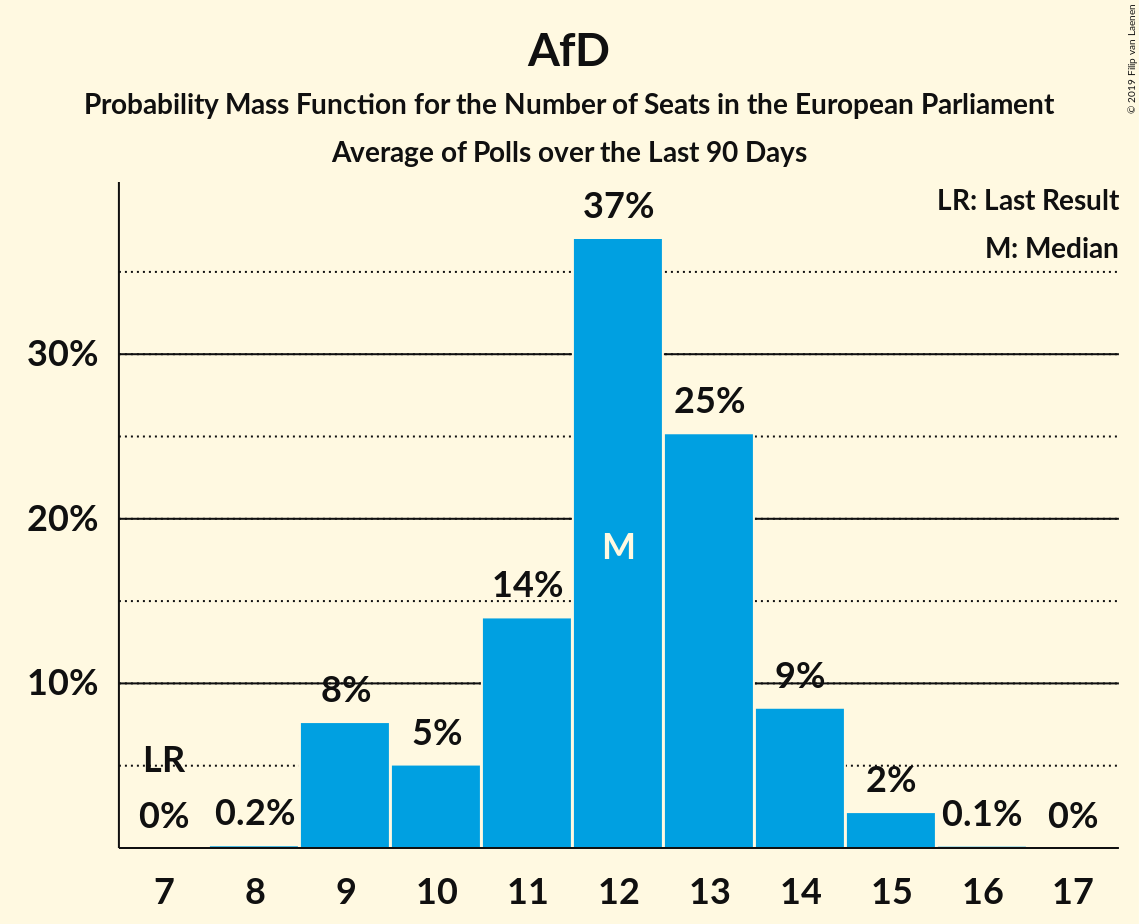 AfD
Probability Mass Function for the Number of Seats in the European Parliament
Average of Polls over the Last 90 Days
© 2019 Filip van Laenen
LR: Last Result
M: Median
37%
30%
25%
20%
M
14%
10%
8%
9%
5%
LR
2%
0%
0.2%
0.1%
0%
7 8 9 10 11 12 13 14 15 16 17